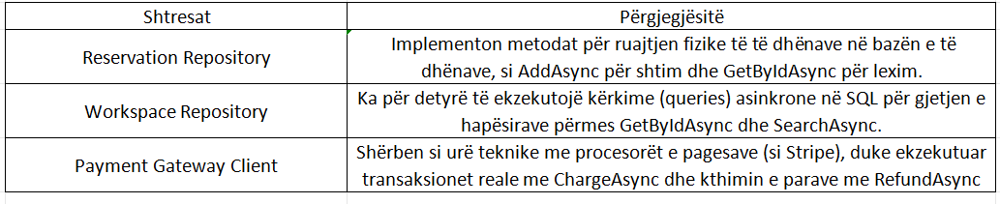 Shtresat
Përgjegjësitë
Reservation Repository
Implementon metodat për ruajtjen fizike të të dhënave në bazën e të
dhënave, si AddAsync për shtim dhe GetByIdAsync për lexim.
Workspace Repository
Ka për detyrë të ekzekutojë kërkime (queries) asinkrone në SQL për gjetjen e
hapësirave përmes GetByIdAsync dhe SearchAsync.
Payment Gateway Client
Shërben si urë teknike me procesorët e pagesave (si Stripe), duke ekzekutuar
transaksionet reale me ChargeAsync dhe kthimin e parave me RefundAsync